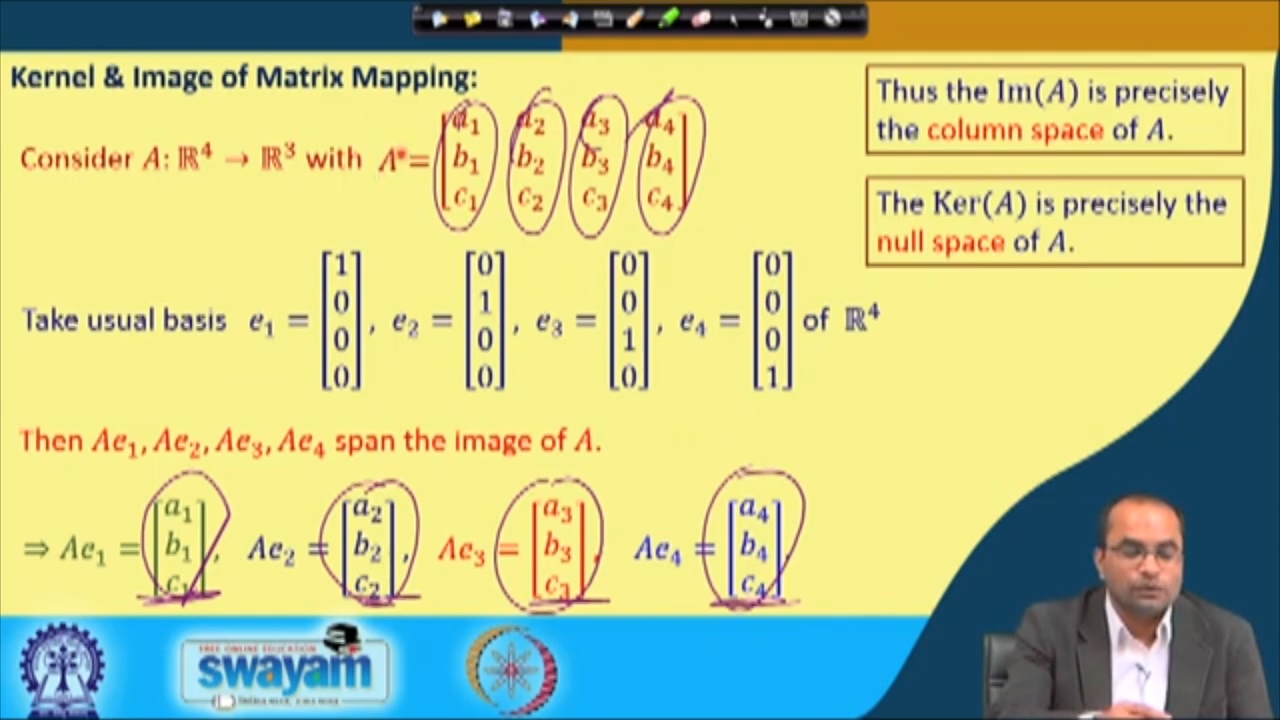 Kernel & Image of Matrix Mapping:
Consider A: ℝ⁴ → ℝ³ with A = [a₁ a₂ a₃ a₄
b₁ b₂ b₃ b₄
c₁ c₂ c₃ c₄]
Thus the Im(A) is precisely
the column space of A.
The Ker(A) is precisely the
null space of A.
Take usual basis e₁ = [1 0 0 0], e₂ = [0 1 0 0], e₃ = [0 0 1 0], e₄ = [0 0 0 1] of ℝ⁴
Then Ae₁, Ae₂, Ae₃, Ae₄ span the image of A.
⇒ Ae₁ = [a₁ b₁ c₁], Ae₂ = [a₂ b₂ c₂], Ae₃ = [a₃ b₃ c₃], Ae₄ = [a₄ b₄ c₄],
FREE ONLINE EDUCATION
swayam